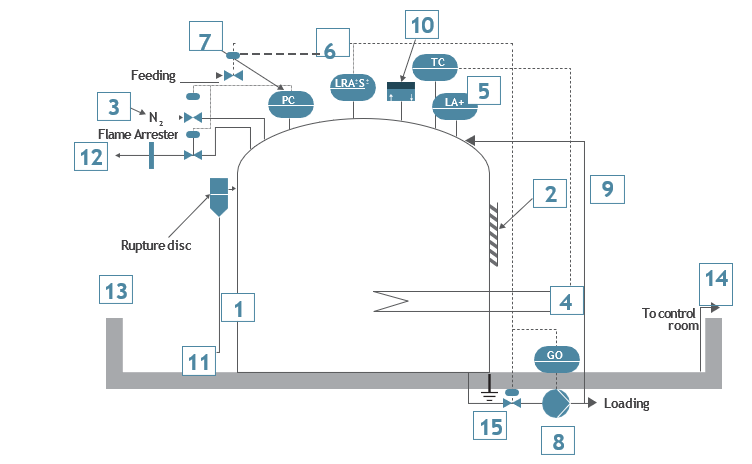 10
7
6
TC
Feeding
LRA⁺S⁺
5
PC
LA+
3
N₂
Flame Arrester
12
9
2
Rupture disc
14
13
1
4
To control
room
11
GO
Loading
15
8